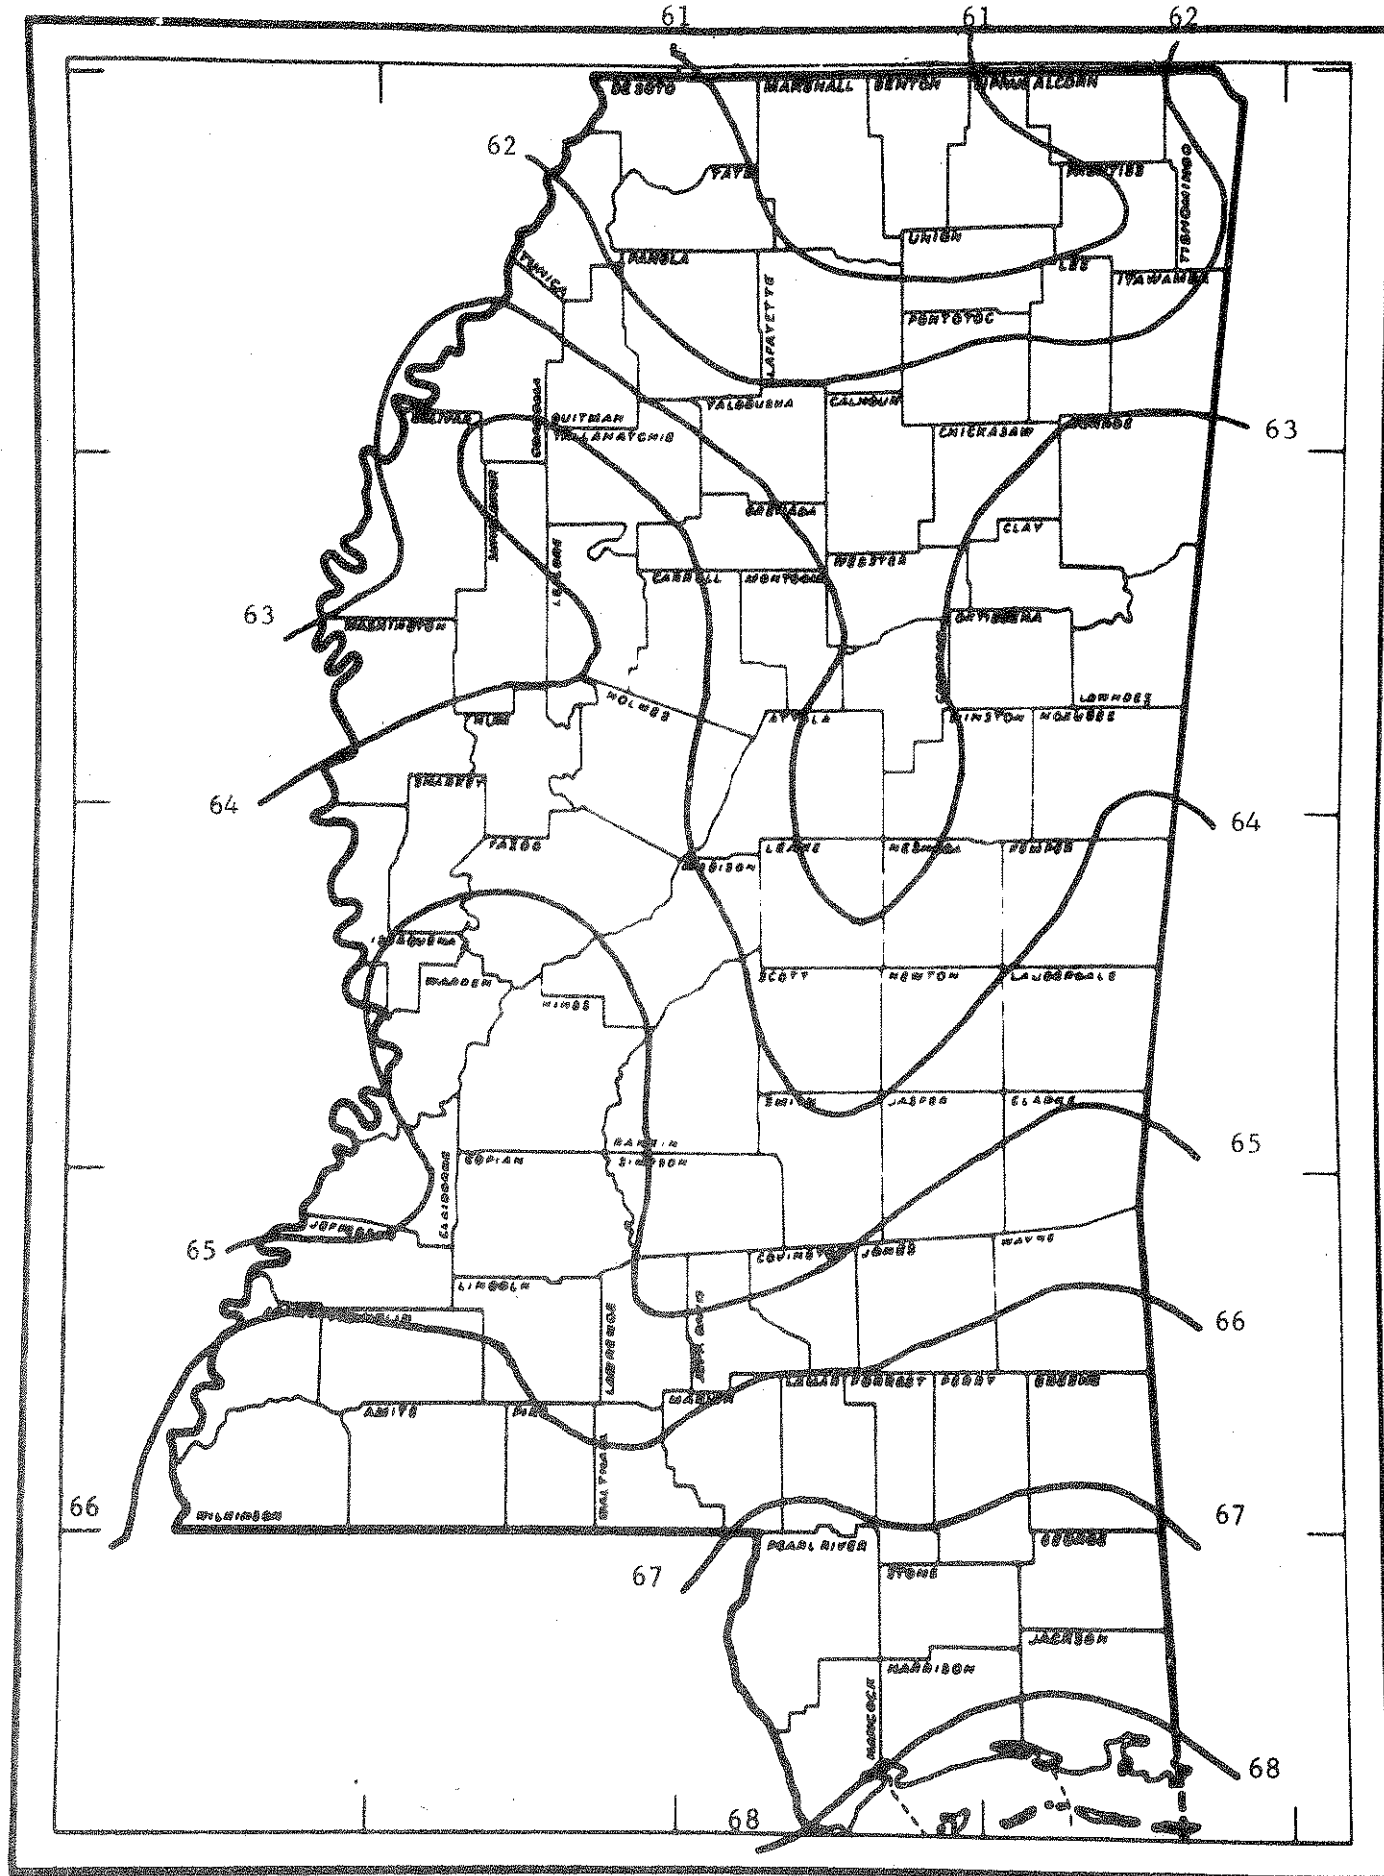 61 61 62
DE SOTO MARSHALL BENTON TIPPAH ALCORN
62
TATE PRENTISS
TISHOMINGO
UNION
PANOLA LEE
TUNICA ITAWAMBA
LAFAYETTE
PONTOTOC
COAHOMA
YALOBUSHA CALHOUN
BOLIVAR QUITMAN MONROE
TALLAHATCHIE CHICKASAW 63
SUNFLOWER
GRENADA
CLAY
LEFLORE
CARROLL MONTGOM WEBSTER
63
WASHINGTON OKTIBBEHA
CHOCTAW
HOLMES LOWNDES
HUM ATTALA WINSTON NOXUBEE
SHARKEY
64
64
YAZOO LEAKE NESHOBA KEMPER
MADISON
ISSAQUENA
WARREN SCOTT NEWTON LAUDERDALE
HINDS
SMITH JASPER CLARKE
65
RANKIN
COPIAH SIMPSON
CLAIBORNE
JEFFERSON
65
COVINGTON JONES WAYNE
LINCOLN
LAWRENCE JEFF DAVIS
FRANKLIN
66
MARION LAMAR FORREST PERRY GREENE
AMITE PIKE
WALTHALL
66
WILKINSON
67
PEARL RIVER GEORGE
67
STONE
JACKSON
HARRISON
HANCOCK
68
68